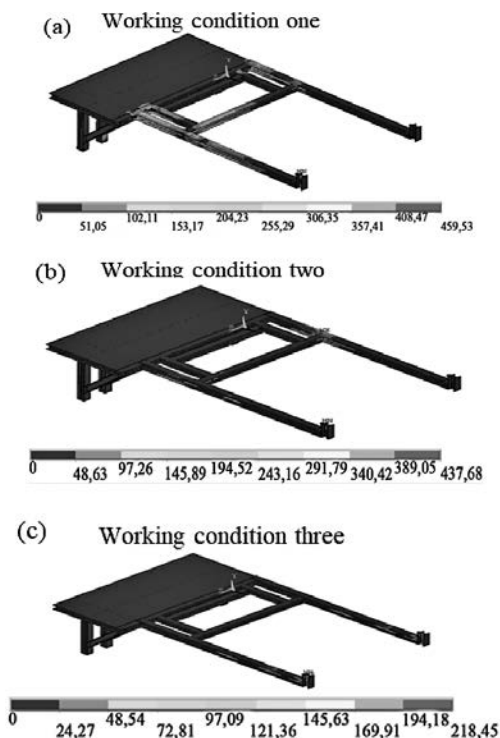 (a) Working condition one
0 102,11 204,23 306,35 408,47
51,05 153,17 255,29 357,41 459,53
(b) Working condition two
0 97,26 194,52 291,79 389,05
48,63 145,89 243,16 340,42 437,68
(c) Working condition three
0 48,54 97,09 145,63 194,18
24,27 72,81 121,36 169,91 218,45